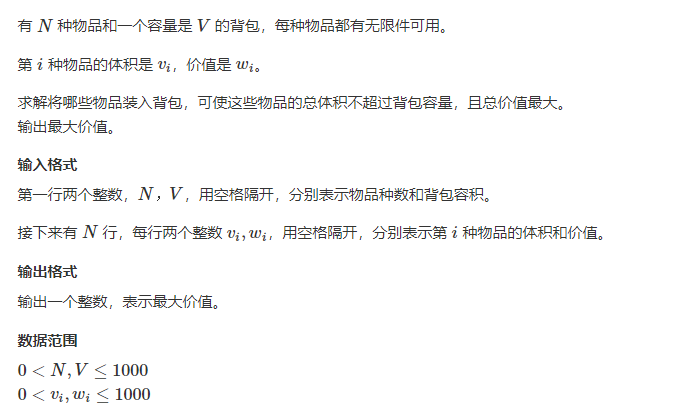 有 N 种物品和一个容量是 V 的背包，每种物品都有无限件可用。
第 i 种物品的体积是 vᵢ，价值是 wᵢ。
求解将哪些物品装入背包，可使这些物品的总体积不超过背包容量，且总价值最大。
输出最大价值。
输入格式
第一行两个整数，N，V，用空格隔开，分别表示物品种数和背包容积。
接下来有 N 行，每行两个整数 vᵢ, wᵢ，用空格隔开，分别表示第 i 种物品的体积和价值。
输出格式
输出一个整数，表示最大价值。
数据范围
0 < N, V ≤ 1000
0 < vᵢ, wᵢ ≤ 1000